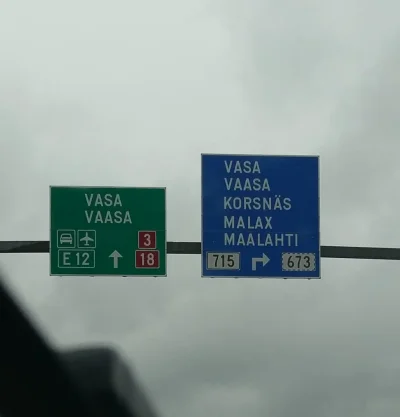 VASA
VAASA
3
E 12
18
VASA
VAASA
KORSNÄS
MALAX
MAALAHTI
715 673